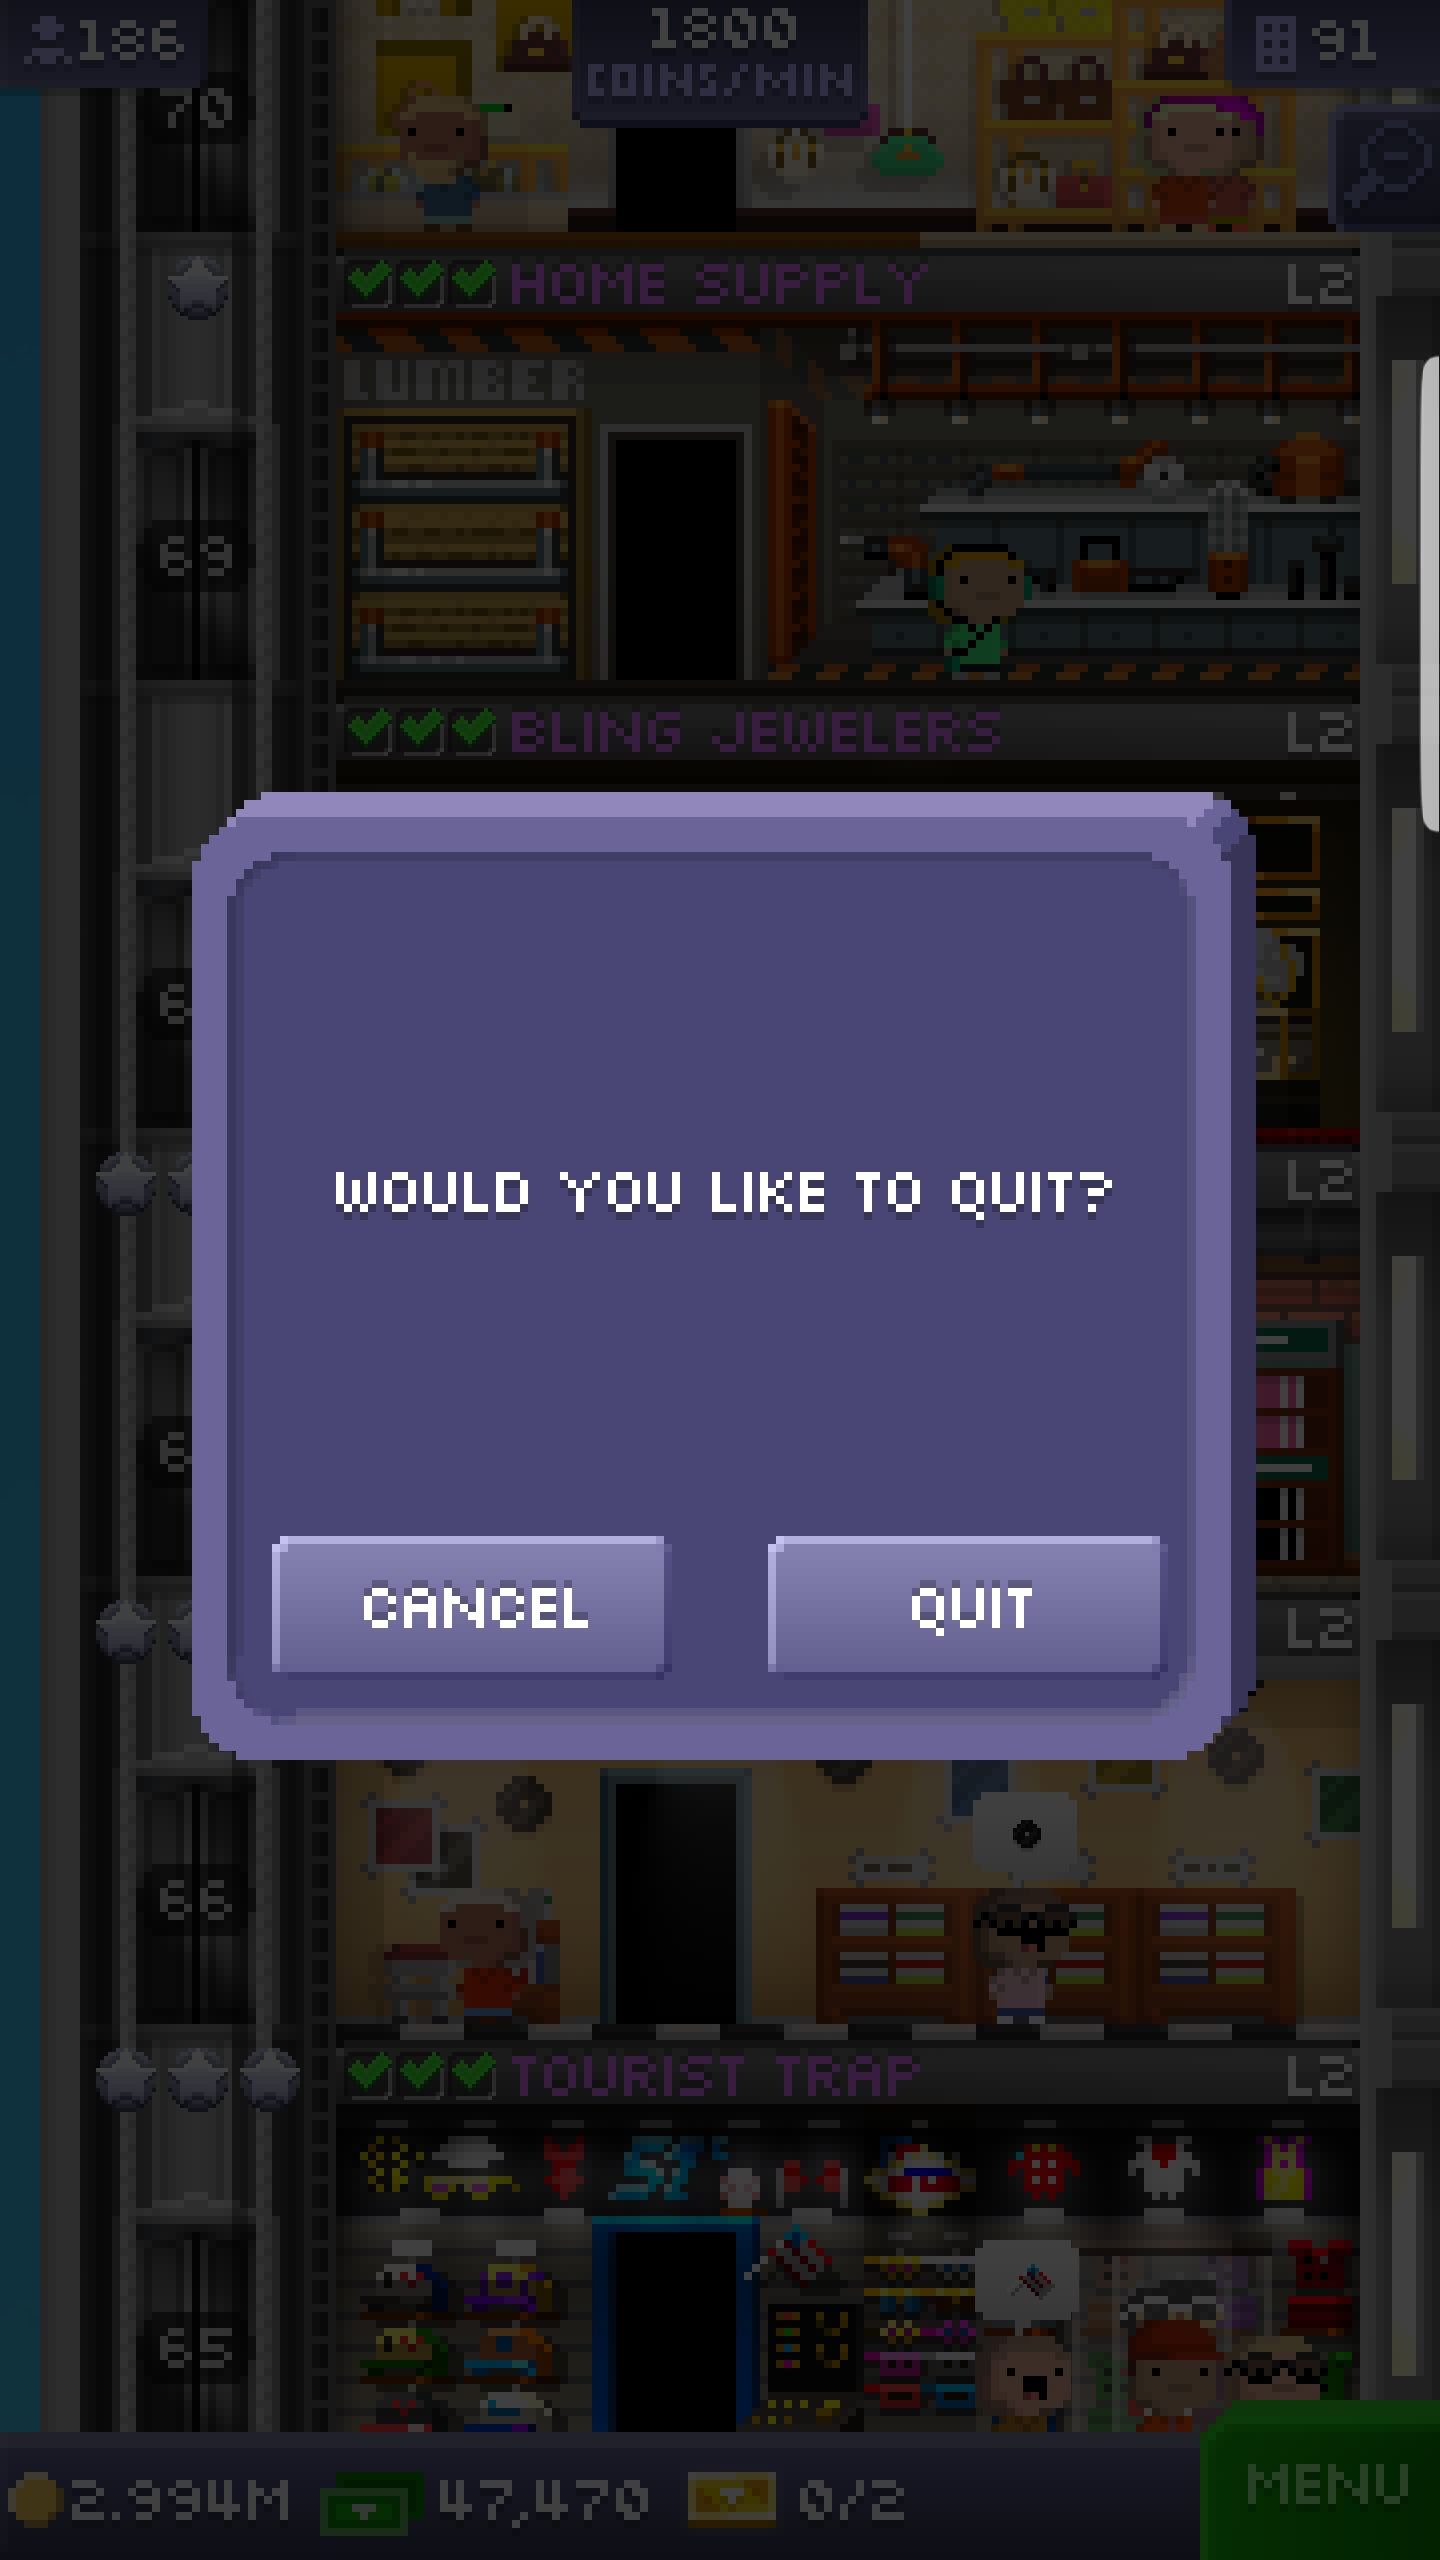 186
1800
COINS/MIN
91
70
HOME SUPPLY L2
LUMBER
69
BLING JEWELERS L2
L2
WOULD YOU LIKE TO QUIT?
CANCEL QUIT
L2
66
TOURIST TRAP L2
65
2.994M 47,470 0/2 MENU